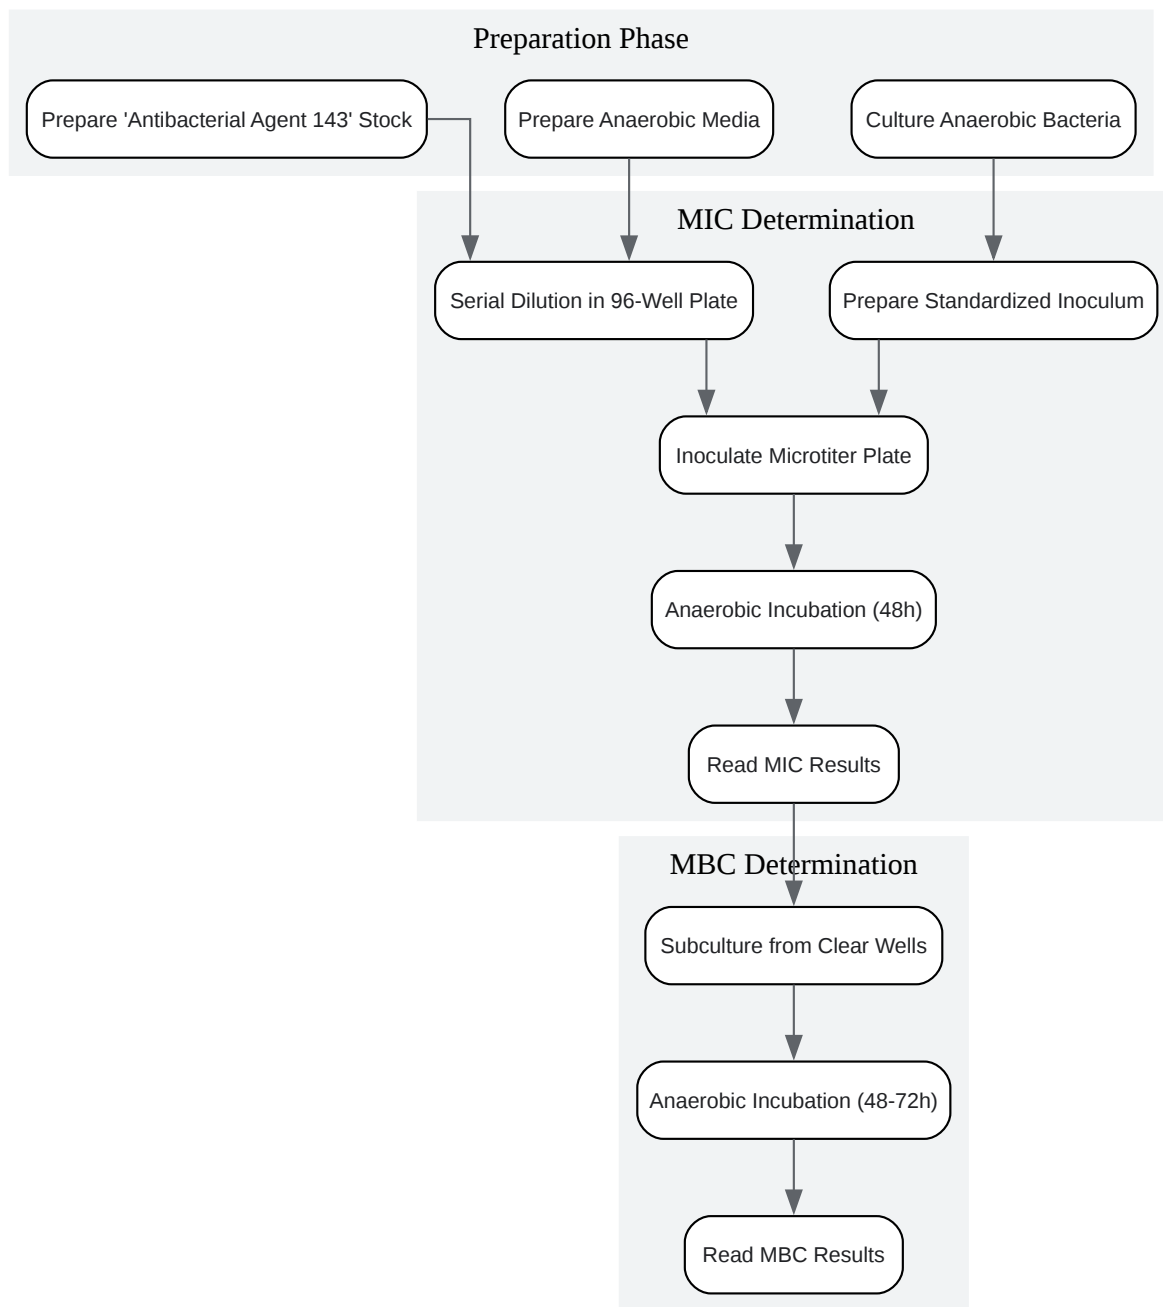 Preparation Phase
Prepare 'Antibacterial Agent 143' Stock
Prepare Anaerobic Media
Culture Anaerobic Bacteria
MIC Determination
Serial Dilution in 96-Well Plate
Prepare Standardized Inoculum
Inoculate Microtiter Plate
Anaerobic Incubation (48h)
Read MIC Results
MBC Determination
Subculture from Clear Wells
Anaerobic Incubation (48-72h)
Read MBC Results